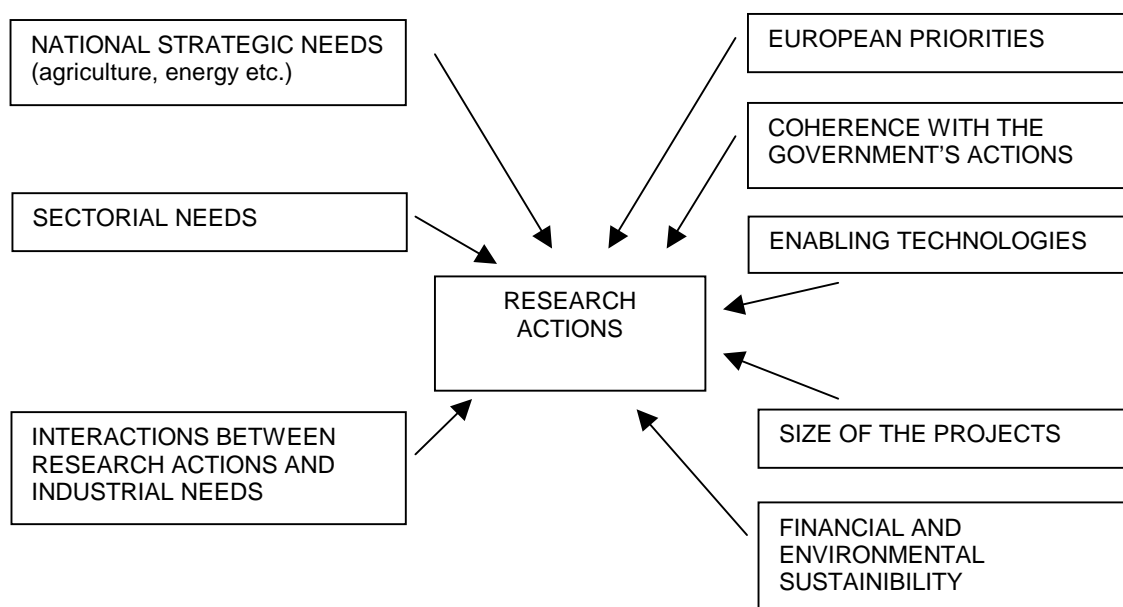 NATIONAL STRATEGIC NEEDS
(agriculture, energy etc.)
EUROPEAN PRIORITIES
COHERENCE WITH THE
GOVERNMENT’S ACTIONS
SECTORIAL NEEDS
ENABLING TECHNOLOGIES
RESEARCH
ACTIONS
INTERACTIONS BETWEEN
RESEARCH ACTIONS AND
INDUSTRIAL NEEDS
SIZE OF THE PROJECTS
FINANCIAL AND
ENVIRONMENTAL
SUSTAINIBILITY